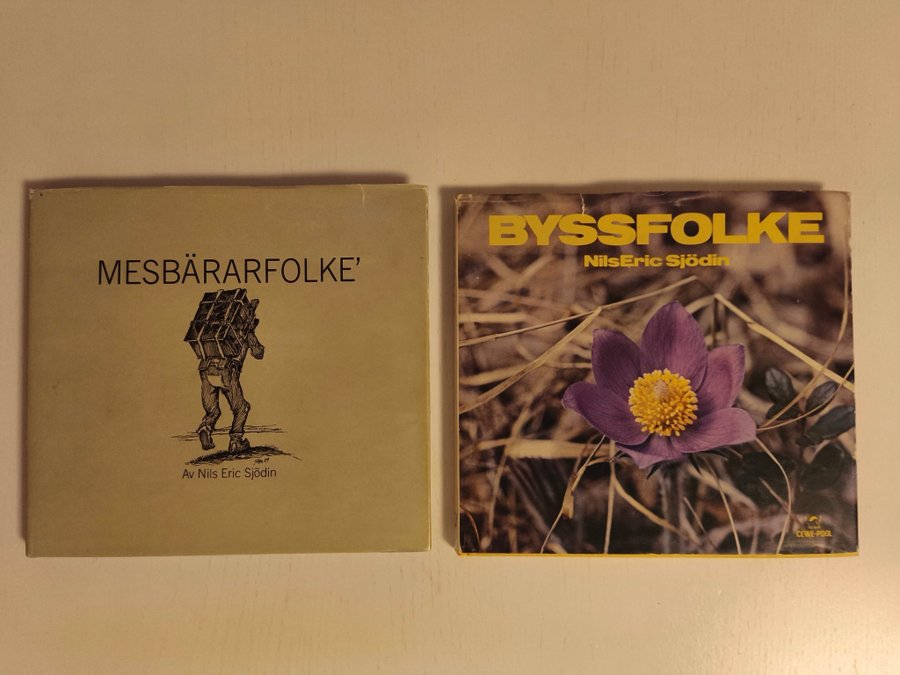 MESBÄRARFOLKE'
Av Nils Eric Sjödin
BYSSFOLKE
NilsEric Sjödin
CEWE-POOL